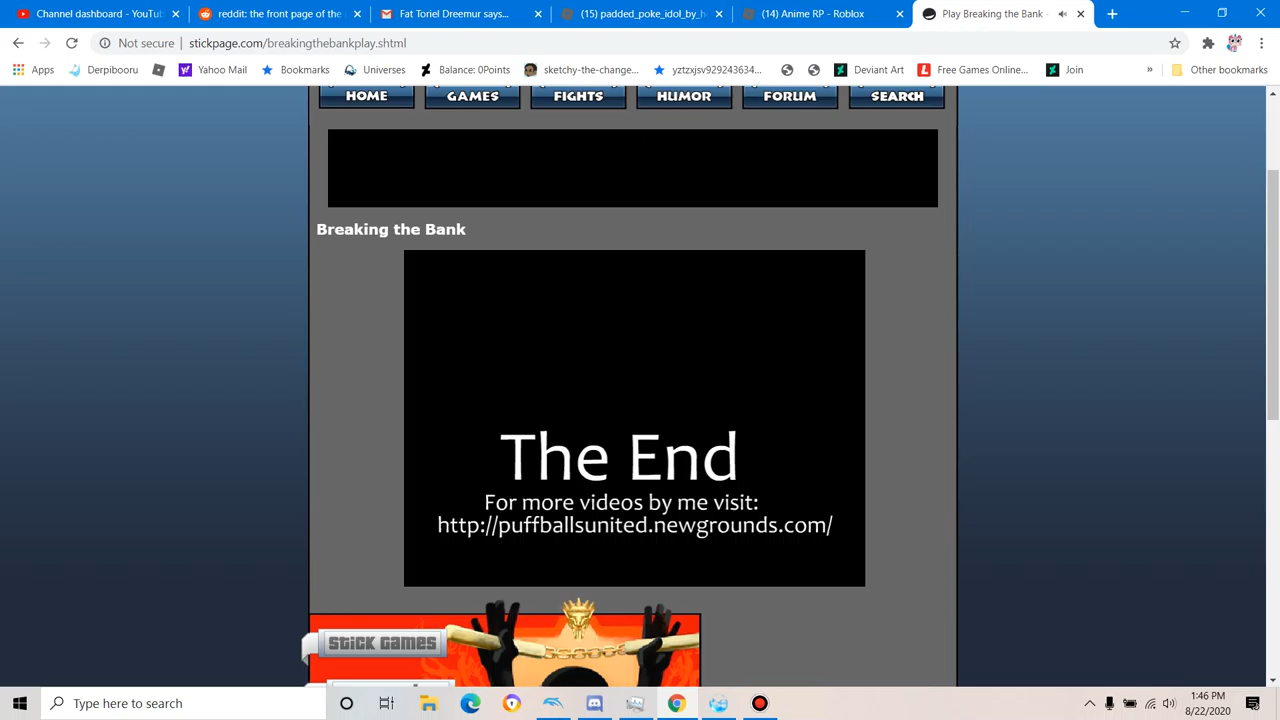 Channel dashboard - YouTub
reddit: the front page of the
Fat Toriel Dreemur says...
(15) padded_poke_idol_by_h
(14) Anime RP - Roblox
Play Breaking the Bank
Not secure
stickpage.com/breakingthebankplay.shtml
Apps
Derpibooru
Yahoo Mail
Bookmarks
Universes
Balance: 0Points
sketchy-the-change...
yztzxjsv929243634...
Deviant Art
Free Games Online...
Join
»
Other bookmarks
HOME
GAMES
FIGHTS
HUMOR
FORUM
SEARCH
Breaking the Bank
The End
For more videos by me visit:
http://puffballsunited.newgrounds.com/
STICK GAMES
Type here to search
1:46 PM
8/22/2020